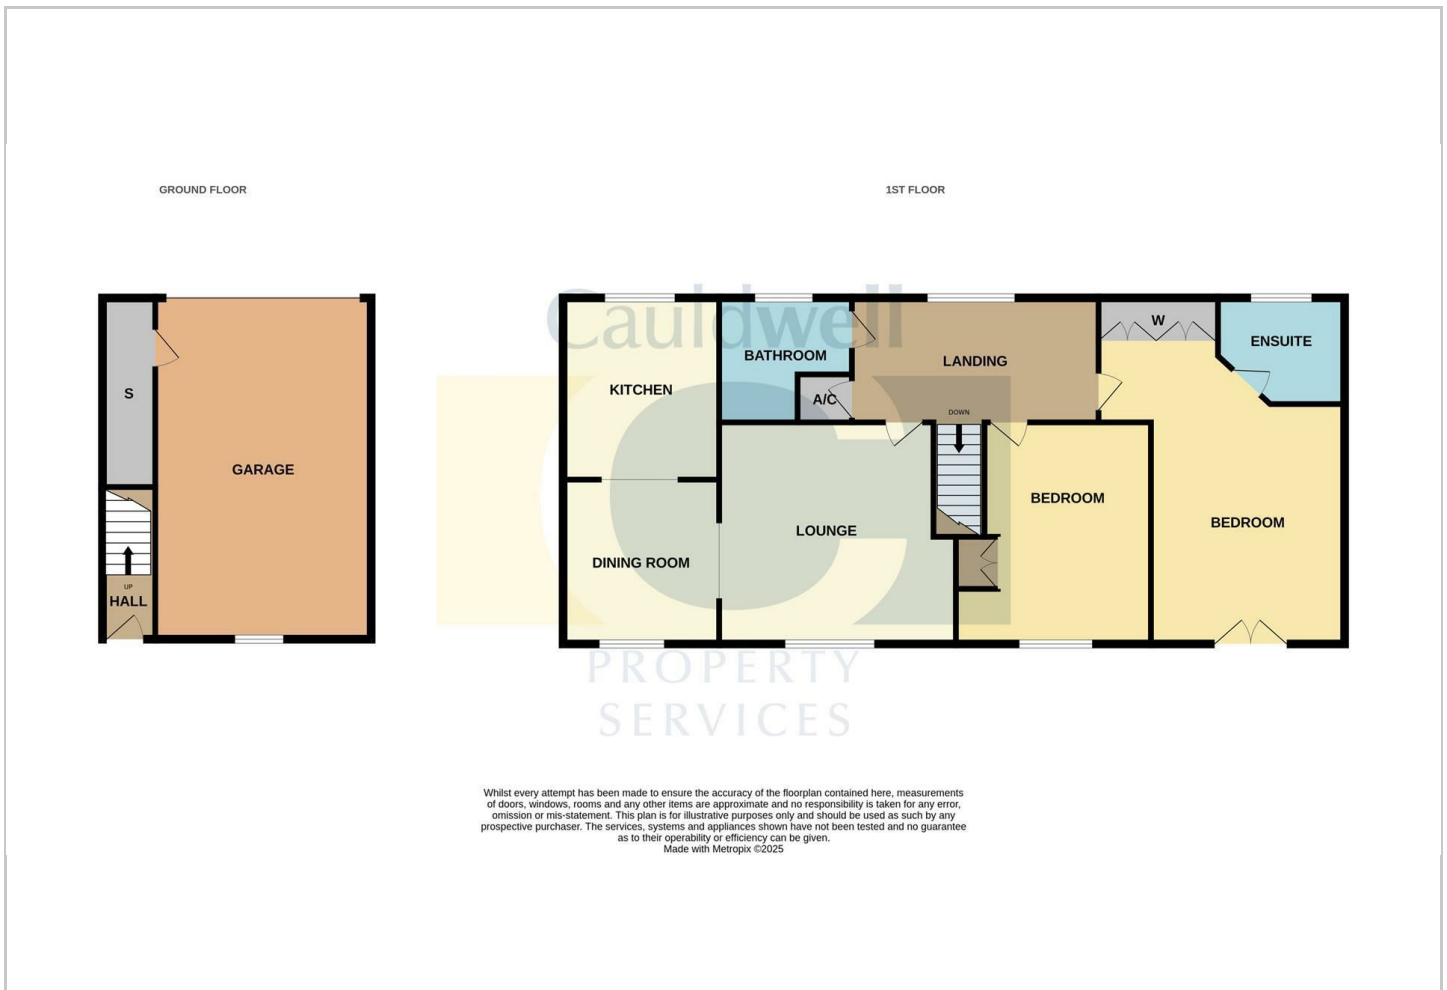 GROUND FLOOR
1ST FLOOR
Cauldwell
W
ENSUITE
BATHROOM
LANDING
KITCHEN
A/C
S
DOWN
GARAGE
BEDROOM
BEDROOM
LOUNGE
DINING ROOM
UP
HALL
PROPERTY
SERVICES
Whilst every attempt has been made to ensure the accuracy of the floorplan contained here, measurements
of doors, windows, rooms and any other items are approximate and no responsibility is taken for any error,
omission or mis-statement. This plan is for illustrative purposes only and should be used as such by any
prospective purchaser. The services, systems and appliances shown have not been tested and no guarantee
as to their operability or efficiency can be given.
Made with Metropix ©2025